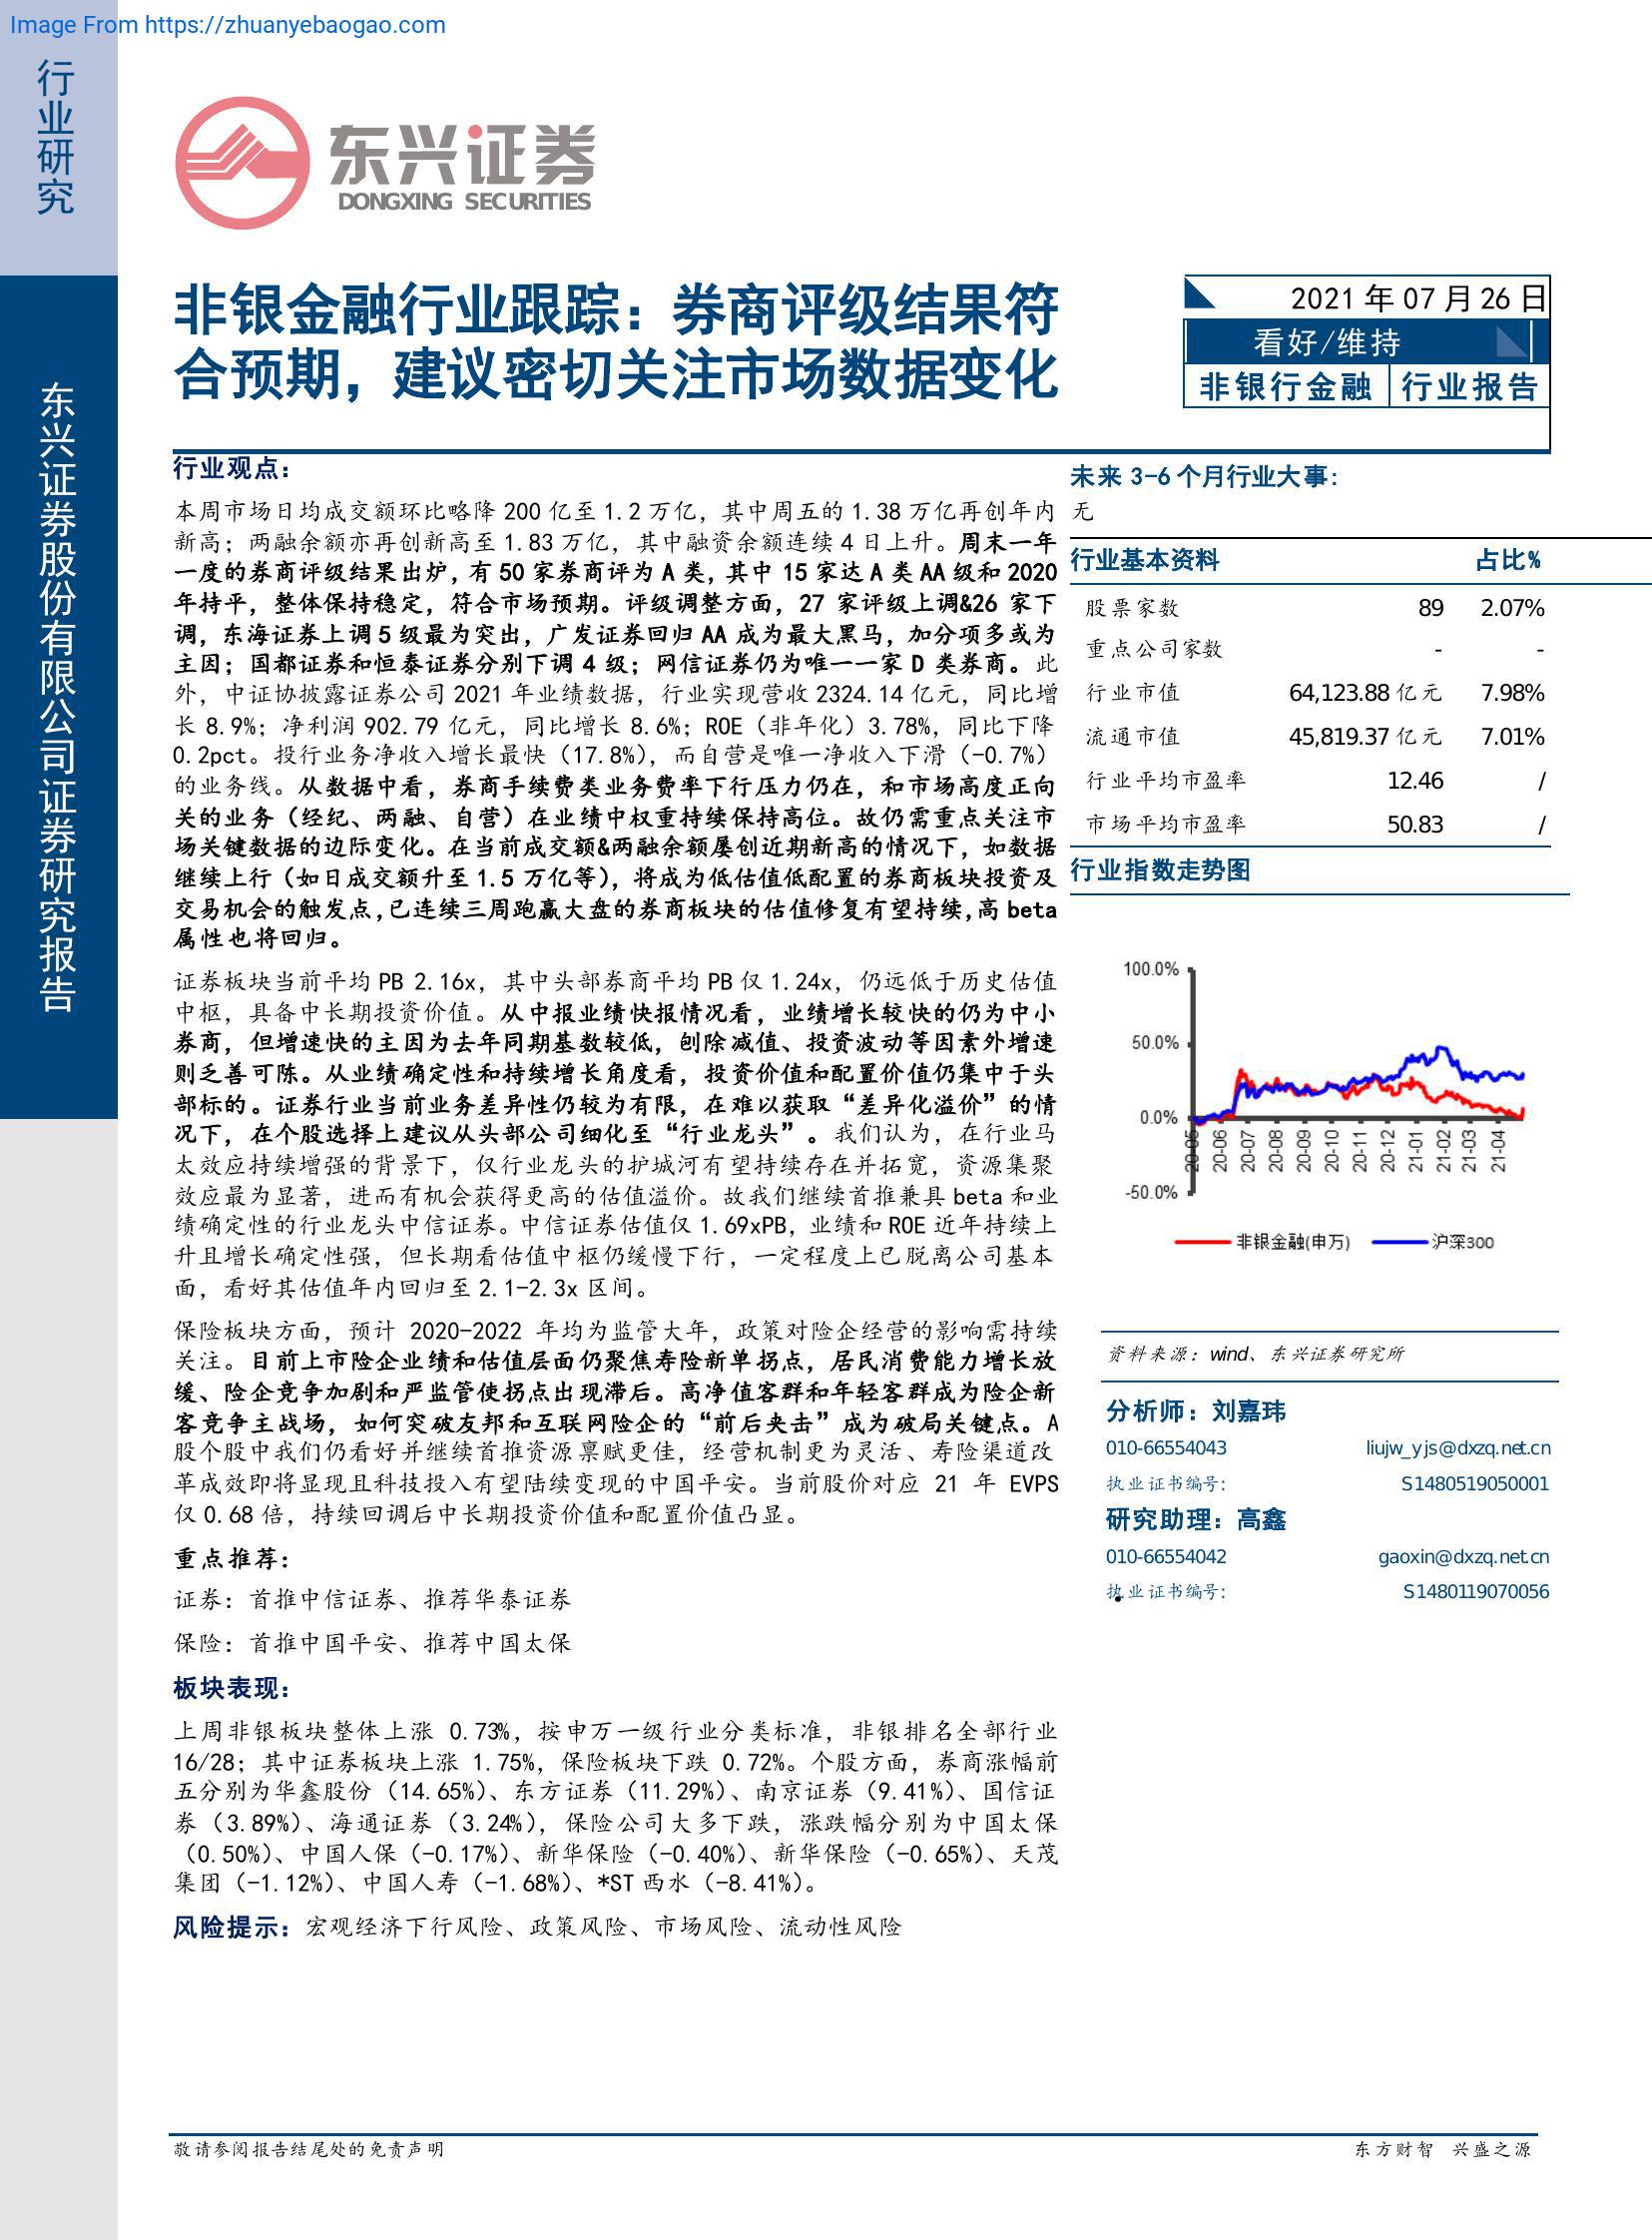 Image From https://zhuanyebaogao.com
行业研究
东兴证券股份有限公司证券研究报告
东兴证券
DONGXING SECURITIES
非银金融行业跟踪：券商评级结果符
合预期，建议密切关注市场数据变化
2021 年 07 月 26 日
看好/维持
非银行金融 行业报告
行业观点：
本周市场日均成交额环比略降 200 亿至 1.2 万亿，其中周五的 1.38 万亿再创年内
新高；两融余额亦再创新高至 1.83 万亿，其中融资余额连续 4 日上升。周末一年
一度的券商评级结果出炉，有 50 家券商评为 A 类，其中 15 家达 A 类 AA 级和 2020
年持平，整体保持稳定，符合市场预期。评级调整方面，27 家评级上调&26 家下
调，东海证券上调 5 级最为突出，广发证券回归 AA 成为最大黑马，加分项多或为
主因；国都证券和恒泰证券分别下调 4 级；网信证券仍为唯一一家 D 类券商。此
外，中证协披露证券公司 2021 年业绩数据，行业实现营收 2324.14 亿元，同比增
长 8.9%；净利润 902.79 亿元，同比增长 8.6%；ROE（非年化）3.78%，同比下降
0.2pct。投行业务净收入增长最快（17.8%），而自营是唯一净收入下滑（-0.7%）
的业务线。从数据中看，券商手续费类业务费率下行压力仍在，和市场高度正向
关的业务（经纪、两融、自营）在业绩中权重持续保持高位。故仍需重点关注市
场关键数据的边际变化。在当前成交额&两融余额屡创近期新高的情况下，如数据
继续上行（如日成交额升至 1.5 万亿等），将成为低估值低配置的券商板块投资及
交易机会的触发点，已连续三周跑赢大盘的券商板块的估值修复有望持续，高 beta
属性也将回归。
证券板块当前平均 PB 2.16x，其中头部券商平均 PB 仅 1.24x，仍远低于历史估值
中枢，具备中长期投资价值。从中报业绩快报情况看，业绩增长较快的仍为中小
券商，但增速快的主因为去年同期基数较低，刨除减值、投资波动等因素外增速
则乏善可陈。从业绩确定性和持续增长角度看，投资价值和配置价值仍集中于头
部标的。证券行业当前业务差异性仍较为有限，在难以获取“差异化溢价”的情
况下，在个股选择上建议从头部公司细化至“行业龙头”。我们认为，在行业马
太效应持续增强的背景下，仅行业龙头的护城河有望持续存在并拓宽，资源集聚
效应最为显著，进而有机会获得更高的估值溢价。故我们继续首推兼具 beta 和业
绩确定性的行业龙头中信证券。中信证券估值仅 1.69xPB，业绩和 ROE 近年持续上
升且增长确定性强，但长期看估值中枢仍缓慢下行，一定程度上已脱离公司基本
面，看好其估值年内回归至 2.1-2.3x 区间。
保险板块方面，预计 2020-2022 年均为监管大年，政策对险企经营的影响需持续
关注。目前上市险企业绩和估值层面仍聚焦寿险新单拐点，居民消费能力增长放
缓、险企竞争加剧和严监管使拐点出现滞后。高净值客群和年轻客群成为险企新
客竞争主战场，如何突破友邦和互联网险企的“前后夹击”成为破局关键点。A
股个股中我们仍看好并继续首推资源禀赋更佳，经营机制更为灵活、寿险渠道改
革成效即将显现且科技投入有望陆续变现的中国平安。当前股价对应 21 年 EVPS
仅 0.68 倍，持续回调后中长期投资价值和配置价值凸显。
重点推荐：
证券：首推中信证券、推荐华泰证券
保险：首推中国平安、推荐中国太保
板块表现：
上周非银板块整体上涨 0.73%，按申万一级行业分类标准，非银排名全部行业
16/28；其中证券板块上涨 1.75%，保险板块下跌 0.72%。个股方面，券商涨幅前
五分别为华鑫股份（14.65%）、东方证券（11.29%）、南京证券（9.41%）、国信证
券（3.89%）、海通证券（3.24%），保险公司大多下跌，涨跌幅分别为中国太保
（0.50%）、中国人保（-0.17%）、新华保险（-0.40%）、新华保险（-0.65%）、天茂
集团（-1.12%）、中国人寿（-1.68%）、*ST 西水（-8.41%）。
风险提示：宏观经济下行风险、政策风险、市场风险、流动性风险
未来 3-6 个月行业大事：
无
行业基本资料 占比%
股票家数 89 2.07%
重点公司家数 - -
行业市值 64,123.88 亿元 7.98%
流通市值 45,819.37 亿元 7.01%
行业平均市盈率 12.46 /
市场平均市盈率 50.83 /
行业指数走势图
100.0%
50.0%
0.0%
-50.0%
20-05 20-06 20-07 20-08 20-09 20-10 20-11 20-12 21-01 21-02 21-03 21-04
非银金融(申万) 沪深300
资料来源：wind、东兴证券研究所
分析师：刘嘉玮
010-66554043 liujw_yjs@dxzq.net.cn
执业证书编号： S1480519050001
研究助理：高鑫
010-66554042 gaoxin@dxzq.net.cn
执业证书编号： S1480119070056
敬请参阅报告结尾处的免责声明 东方财智 兴盛之源